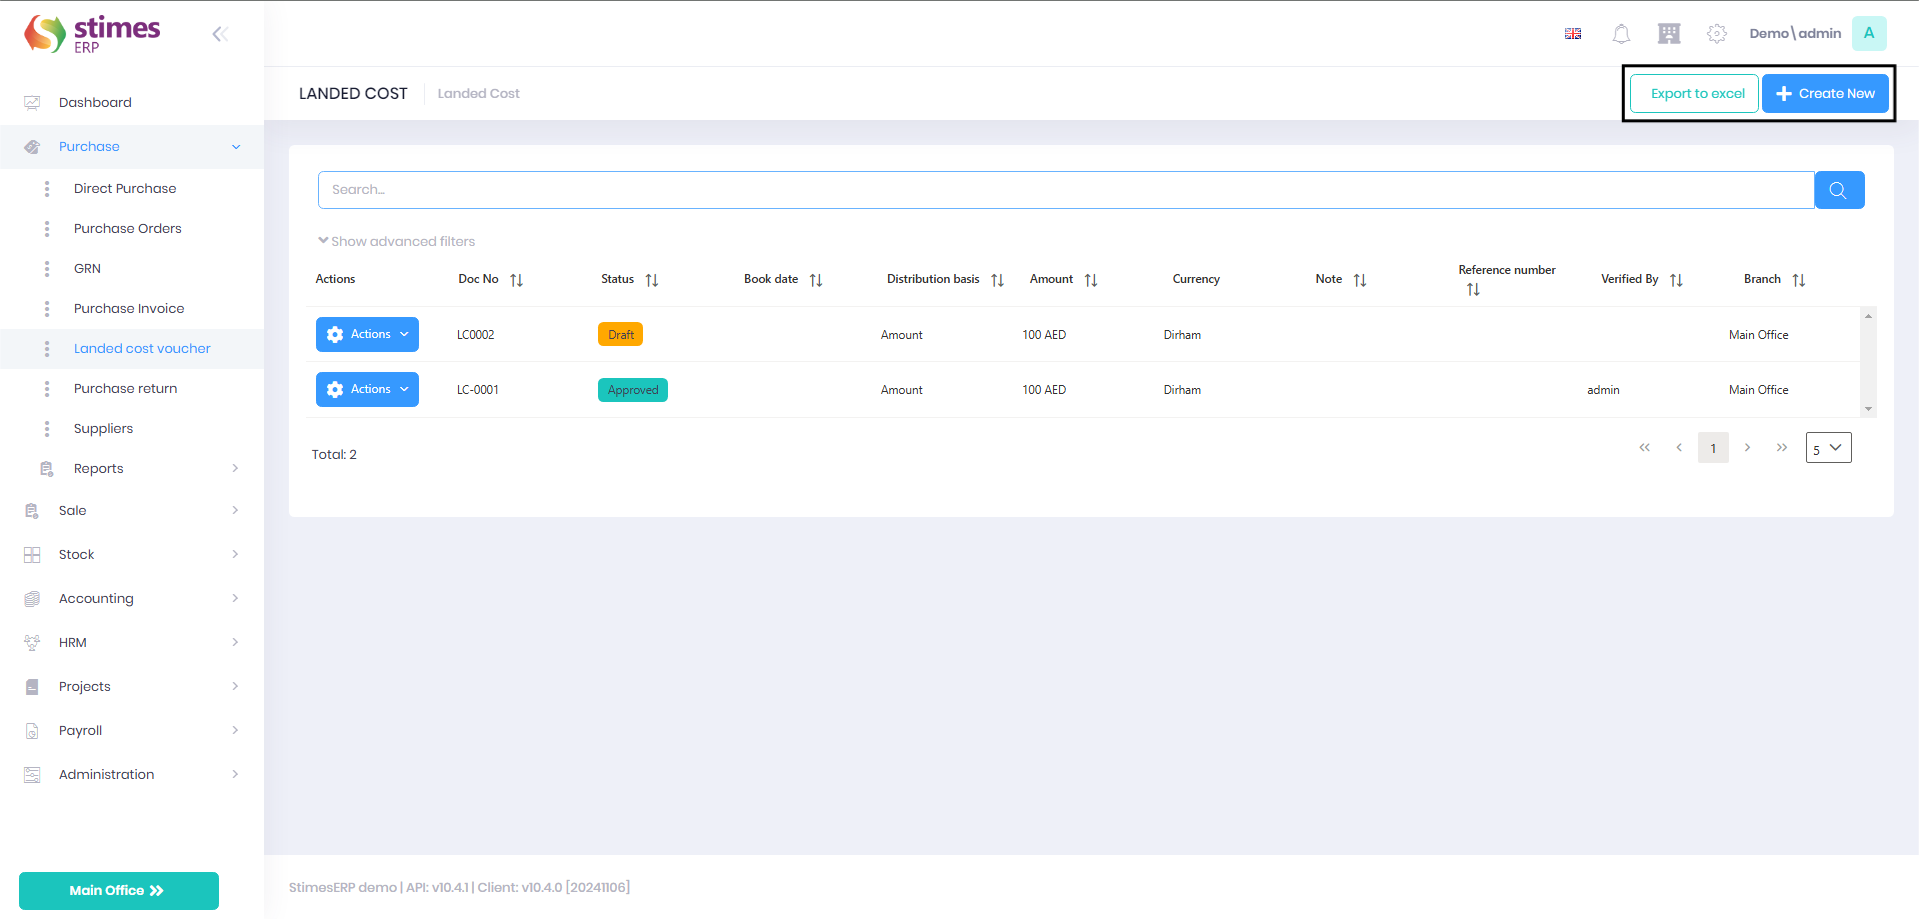 stimes
ERP
Demo\admin
A
LANDED COST
Landed Cost
Export to excel
Create New
Dashboard
Purchase
Direct Purchase
Purchase Orders
GRN
Purchase Invoice
Landed cost voucher
Purchase return
Suppliers
Reports
Sale
Stock
Accounting
HRM
Projects
Payroll
Administration
Main Office
Search...
Show advanced filters
Actions Doc No Status Book date Distribution basis Amount Currency Note Reference number Verified By Branch
Actions LC0002 Draft Amount 100 AED Dirham Main Office
Actions LC-0001 Approved Amount 100 AED Dirham admin Main Office
Total: 2
1
5
StimesERP demo | API: v10.4.1 | Client: v10.4.0 [20241106]